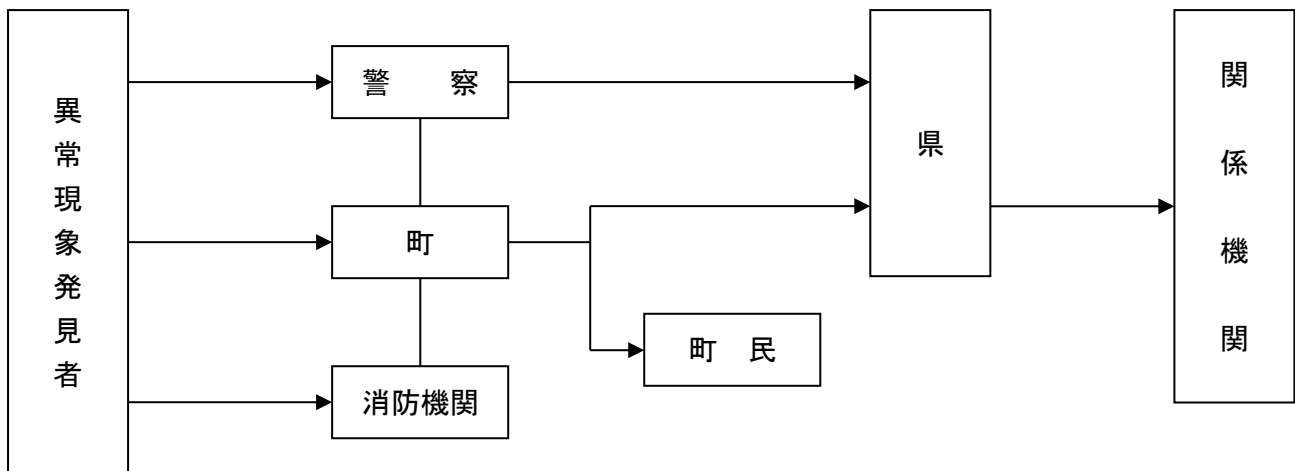 異常現象発見者
警　　察
町
消防機関
町　民
県
関係機関